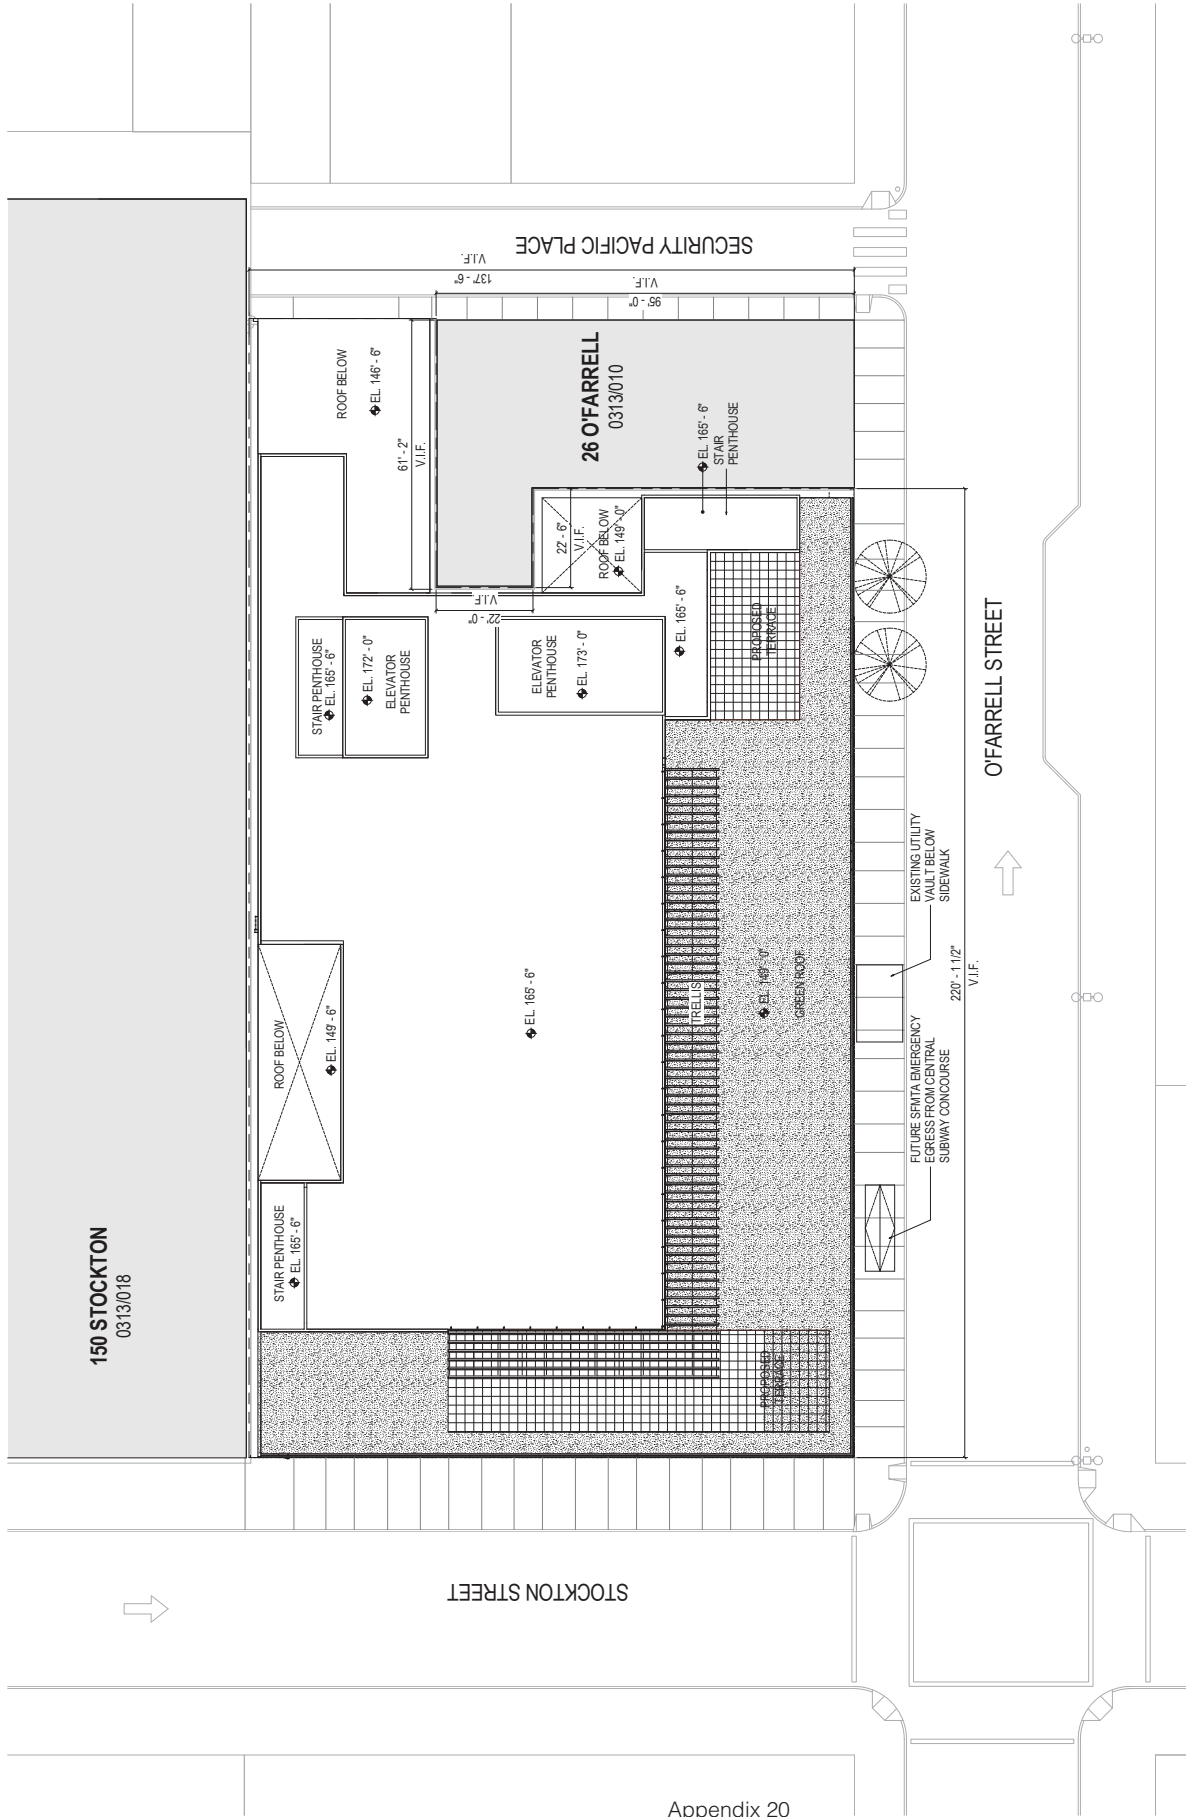 150 STOCKTON
0313/018
STAIR PENTHOUSE
EL. 165' - 6"
ROOF BELOW
EL. 149' - 6"
STAIR PENTHOUSE
EL. 165' - 6"
EL. 172' - 0"
ELEVATOR
PENTHOUSE
ROOF BELOW
EL. 146' - 6"
61' - 2"
V.I.F.
137' - 6"
V.I.F.
SECURITY PACIFIC PLACE
95' - 0"
V.I.F.
26 O'FARRELL
0313/010
22' - 0"
V.I.F.
22' - 6"
V.I.F.
ROOF BELOW
EL. 149' - 0"
EL. 165' - 6"
STAIR
PENTHOUSE
ELEVATOR
PENTHOUSE
EL. 173' - 0"
EL. 165' - 6"
EL. 165' - 6"
PROPOSED
TERRACE
TRELLIS
EL. 149' - 0"
GREEN ROOF
PROPOSED
TERRACE
FUTURE SFMTA EMERGENCY
EGRESS FROM CENTRAL
SUBWAY CONCOURSE
EXISTING UTILITY
VAULT BELOW
SIDEWALK
220' - 1 1/2"
V.I.F.
O'FARRELL STREET
STOCKTON STREET
Appendix 20